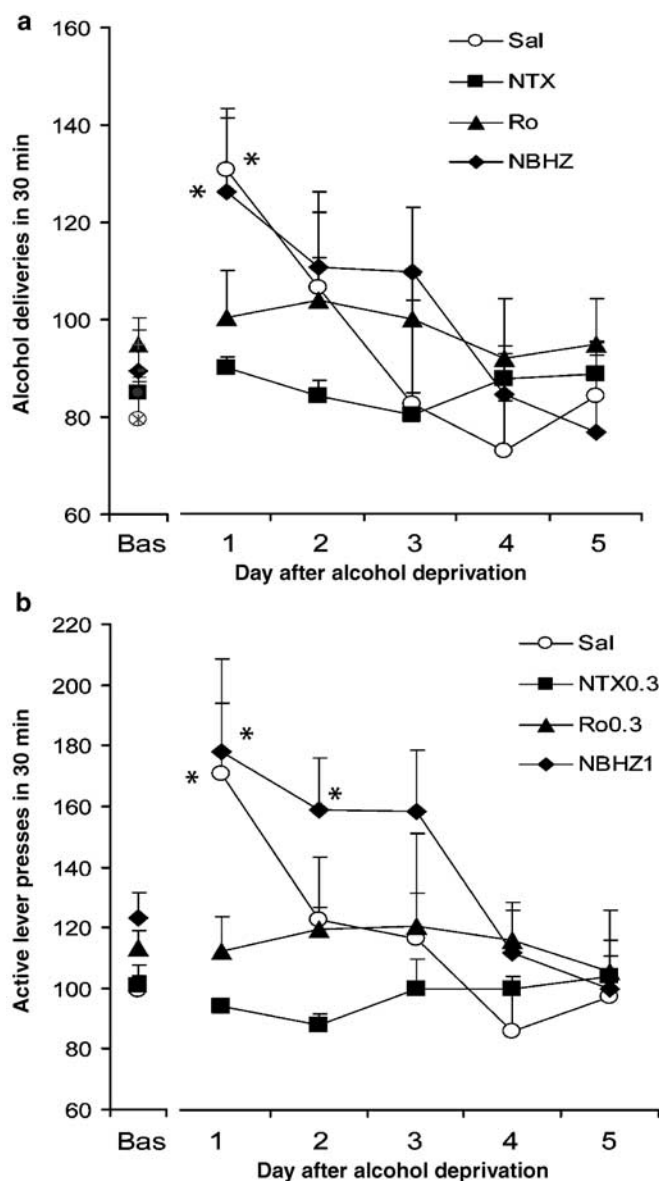 a
160
140
120
100
80
60
Alcohol deliveries in 30 min
Sal
NTX
Ro
NBHZ
*
*
Bas
1 2 3 4 5
Day after alcohol deprivation
b
220
200
180
160
140
120
100
80
60
Active lever presses in 30 min
Sal
NTX0.3
Ro0.3
NBHZ1
*
*
*
Bas
1 2 3 4 5
Day after alcohol deprivation